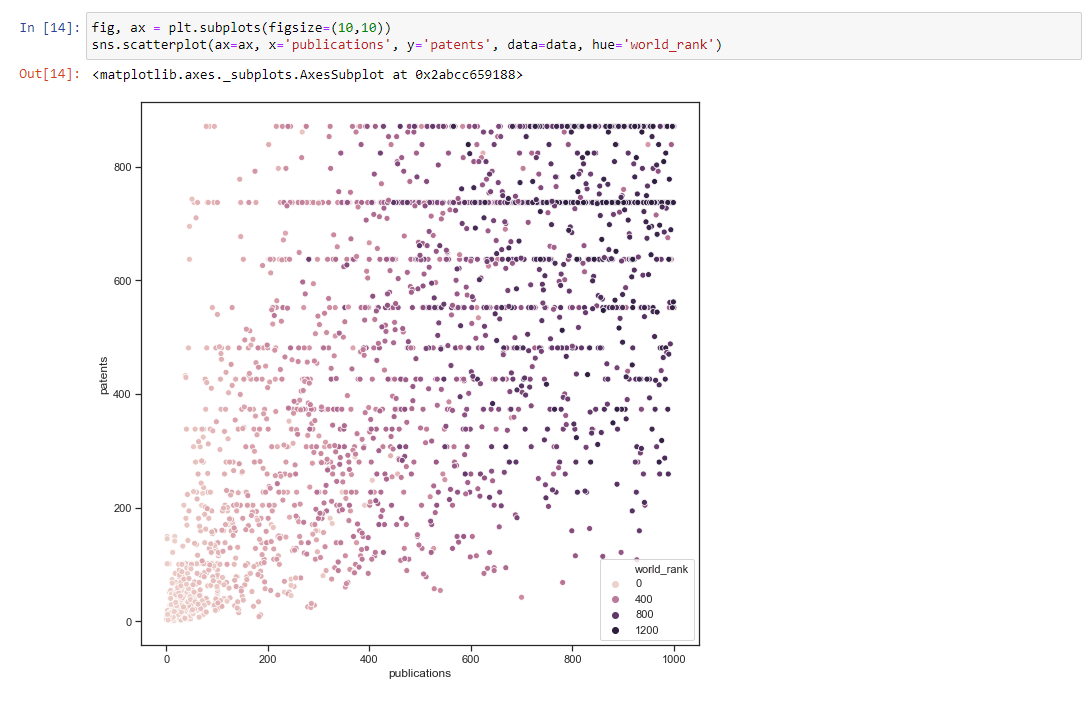 In [14]: fig, ax = plt.subplots(figsize=(10,10))
sns.scatterplot(ax=ax, x='publications', y='patents', data=data, hue='world_rank')
Out[14]: <matplotlib.axes._subplots.AxesSubplot at 0x2abcc659188>
800
600
400
200
0
patents
0 200 400 600 800 1000
publications
world_rank
0
400
800
1200